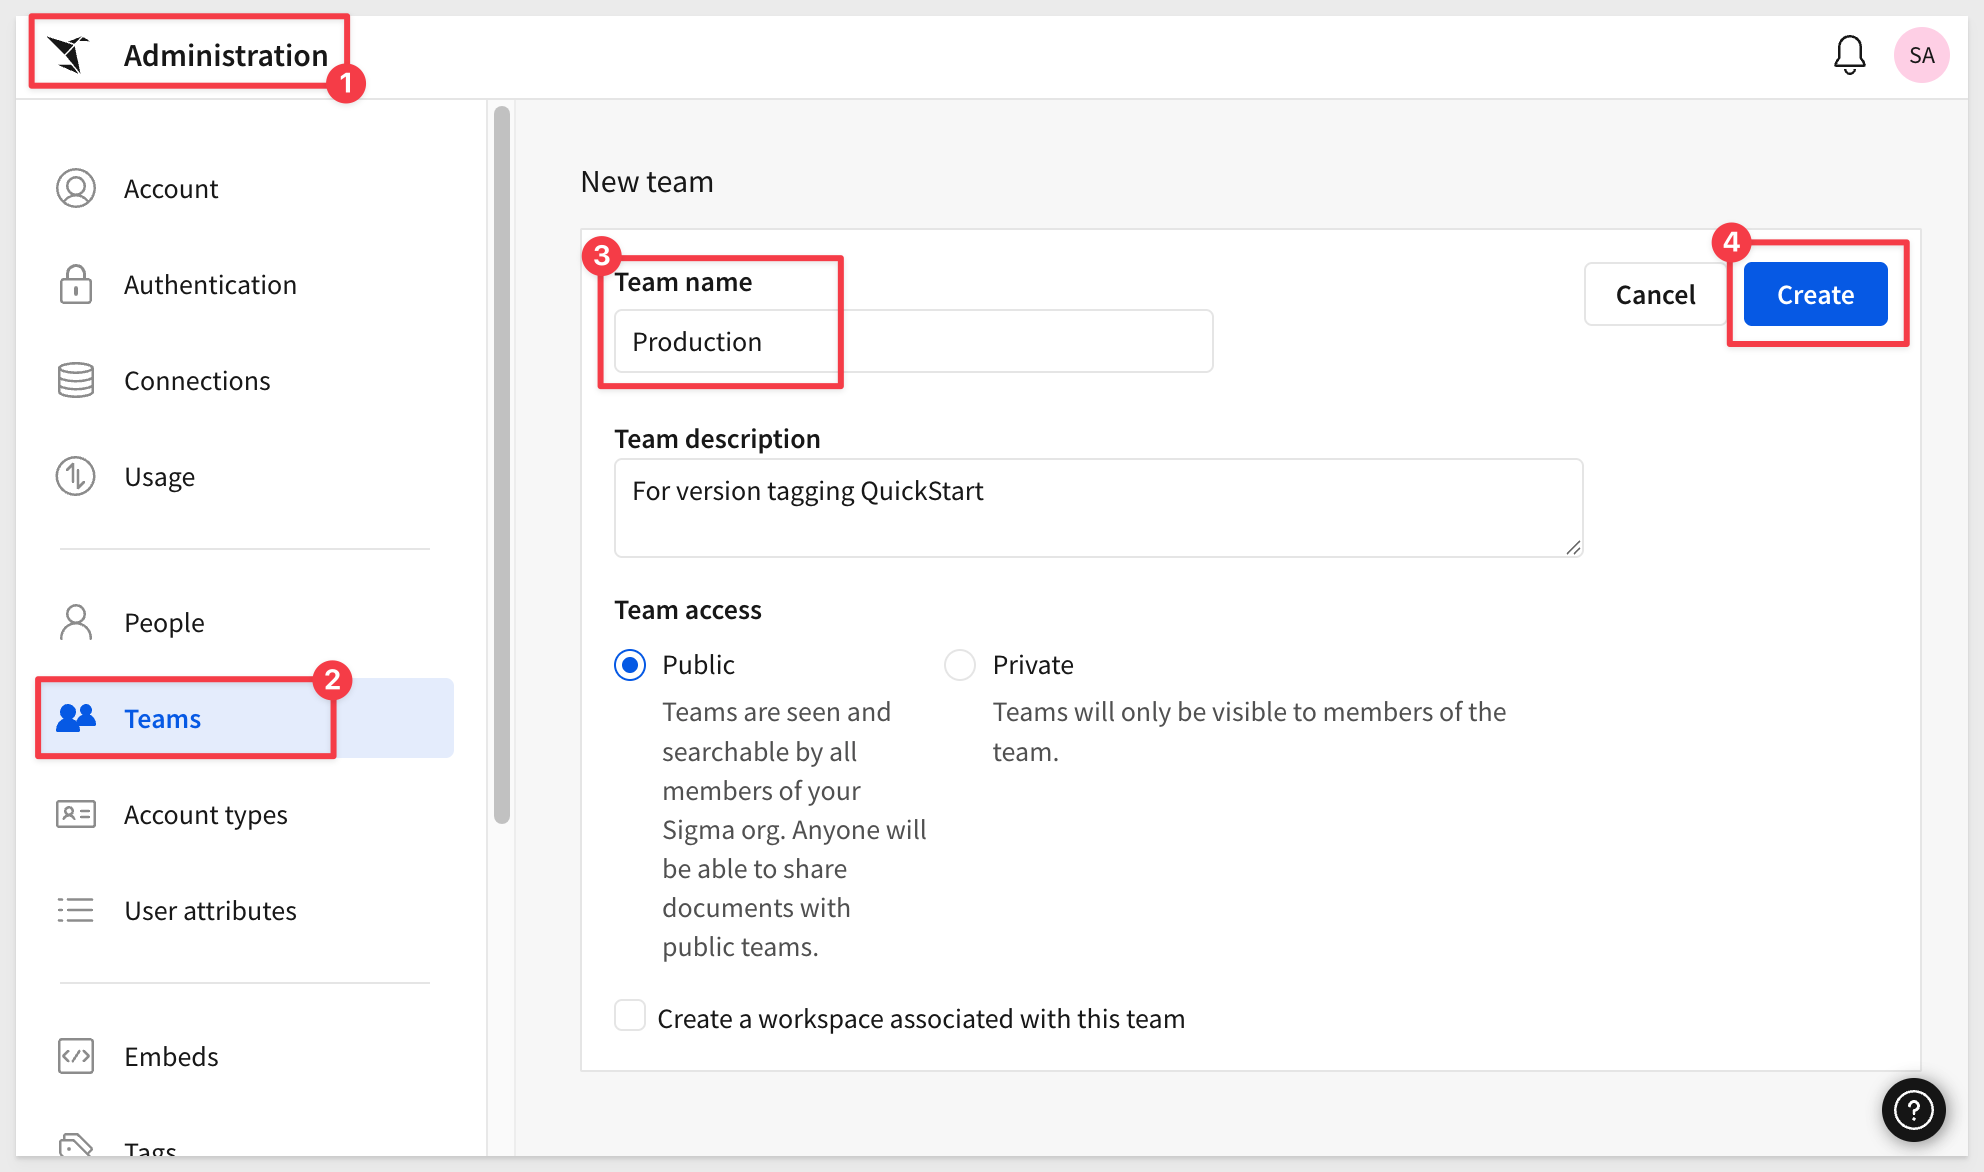 Administration
1
SA
Account
Authentication
Connections
Usage
People
2
Teams
Account types
User attributes
Embeds
Tags
New team
3
Team name
Production
Cancel
4
Create
Team description
For version tagging QuickStart
Team access
Public
Teams are seen and
searchable by all
members of your
Sigma org. Anyone will
be able to share
documents with
public teams.
Private
Teams will only be visible to members of the
team.
Create a workspace associated with this team
?